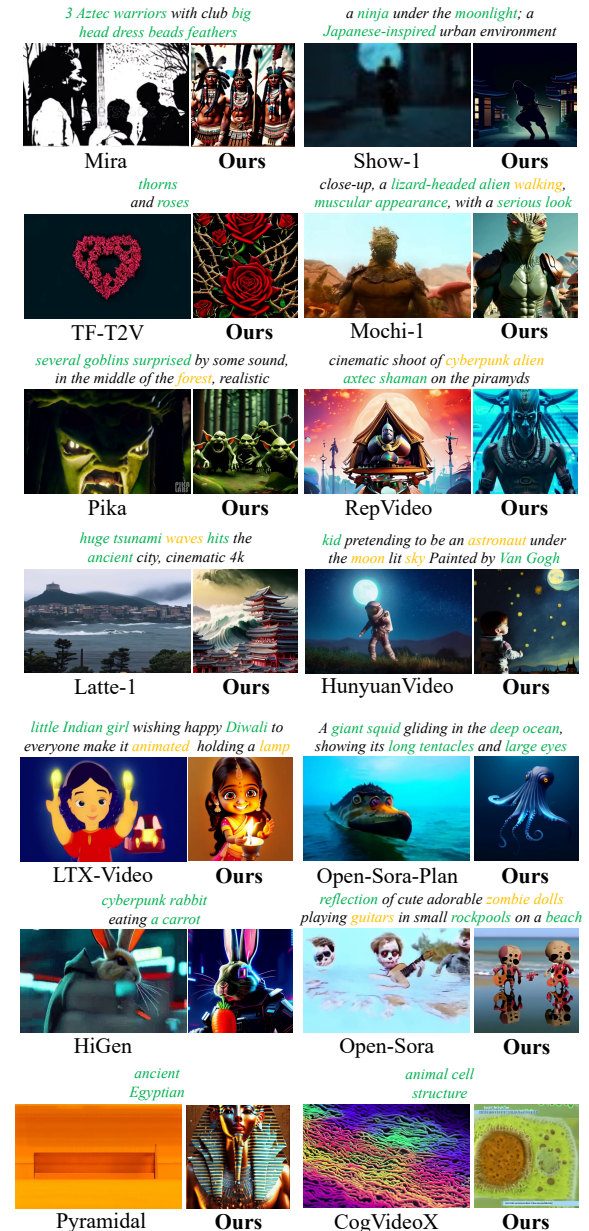 3 Aztec warriors with club big
head dress beads feathers
a ninja under the moonlight; a
Japanese-inspired urban environment
Mira
Ours
Show-1
Ours
thorns
and roses
close-up, a lizard-headed alien walking,
muscular appearance, with a serious look
TF-T2V
Ours
Mochi-1
Ours
several goblins surprised by some sound,
in the middle of the forest, realistic
cinematic shoot of cyberpunk alien
axtec shaman on the piramyds
PIKA
LABS
Pika
Ours
RepVideo
Ours
huge tsunami waves hits the
ancient city, cinematic 4k
kid pretending to be an astronaut under
the moon lit sky Painted by Van Gogh
Latte-1
Ours
HunyuanVideo
Ours
little Indian girl wishing happy Diwali to
everyone make it animated holding a lamp
A giant squid gliding in the deep ocean,
showing its long tentacles and large eyes
LTX-Video
Ours
Open-Sora-Plan
Ours
cyberpunk rabbit
eating a carrot
reflection of cute adorable zombie dolls
playing guitars in small rockpools on a beach
HiGen
Ours
Open-Sora
Ours
ancient
Egyptian
animal cell
structure
Pyramidal
Ours
CogVideoX
Ours